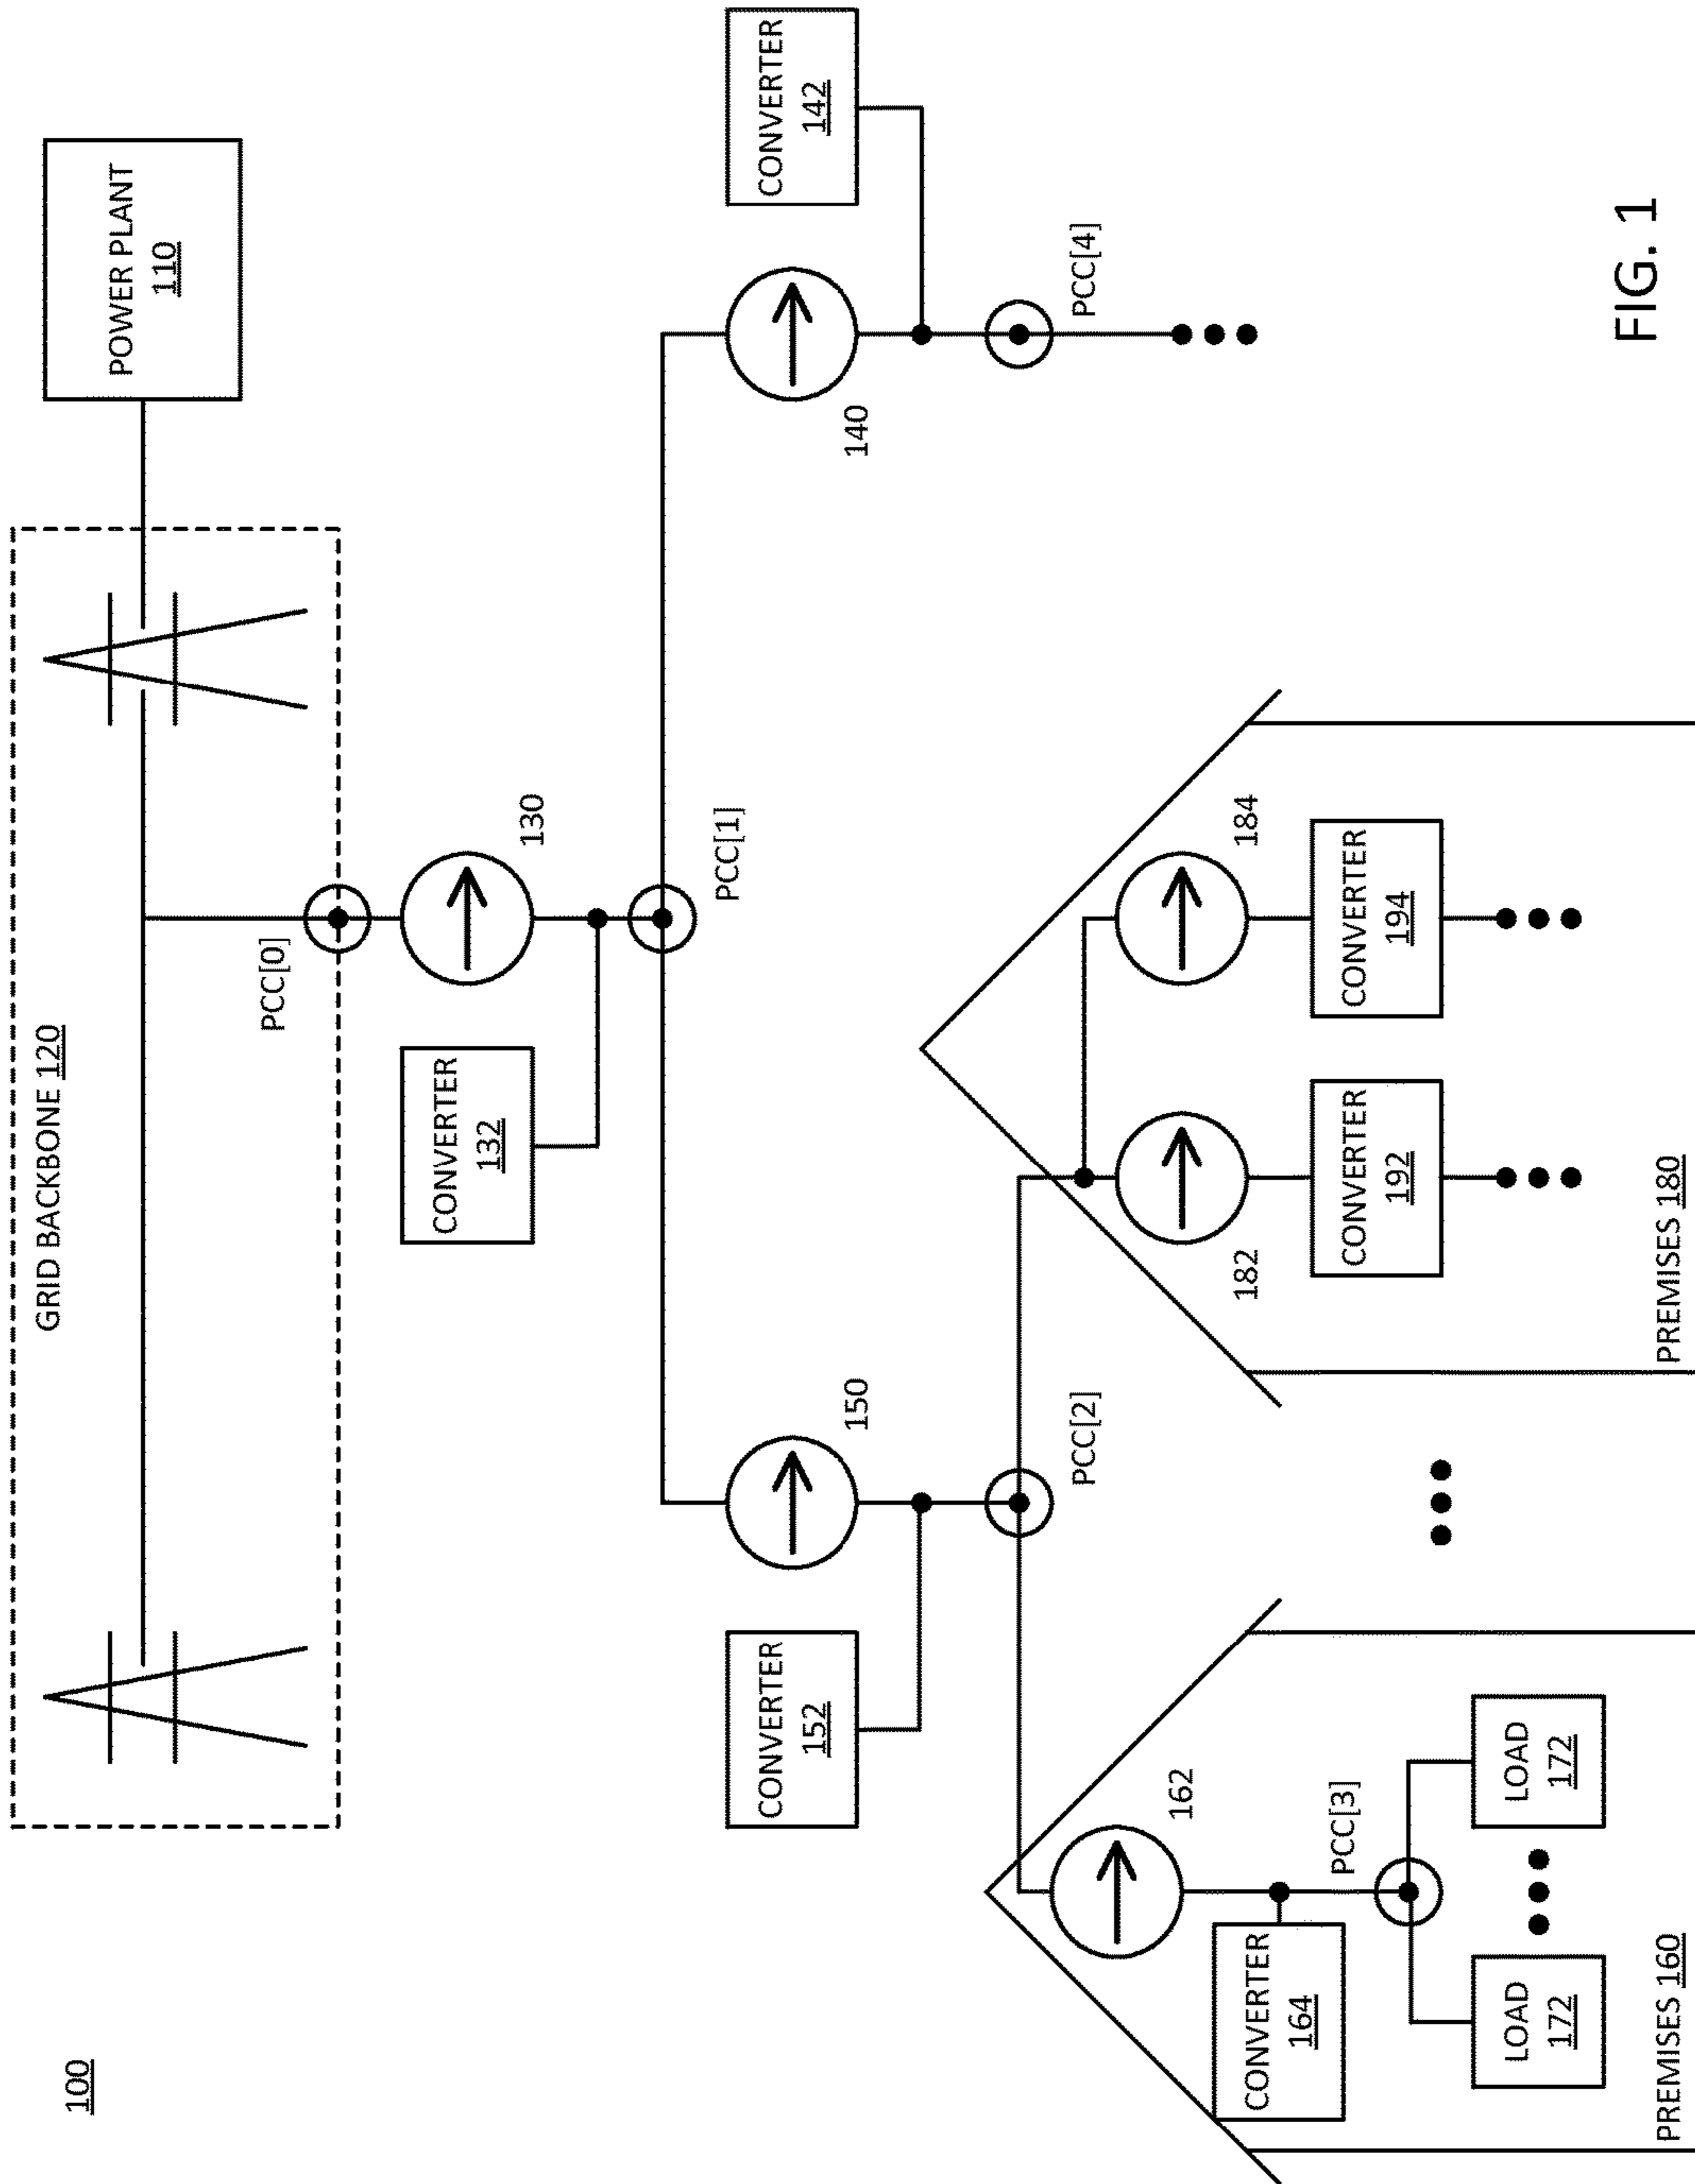 100
GRID BACKBONE 120
POWER PLANT
110
PCC[0]
130
CONVERTER
132
PCC[1]
150
140
CONVERTER
152
CONVERTER
142
PCC[2]
PCC[4]
162
CONVERTER
164
PCC[3]
LOAD
172
LOAD
172
PREMISES 160
182
184
CONVERTER
192
CONVERTER
194
PREMISES 180
FIG. 1